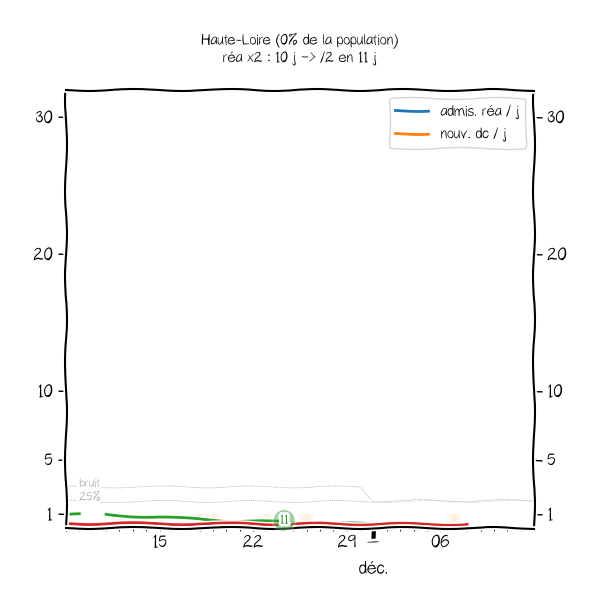 Haute-Loire (0% de la population)
réa x2 : 10 j -> /2 en 11 j
admis. réa / j
nouv. dc / j
30
30
20
20
10
10
5
5
bruit
25%
1
11
1
15
22
29
1
06
déc.